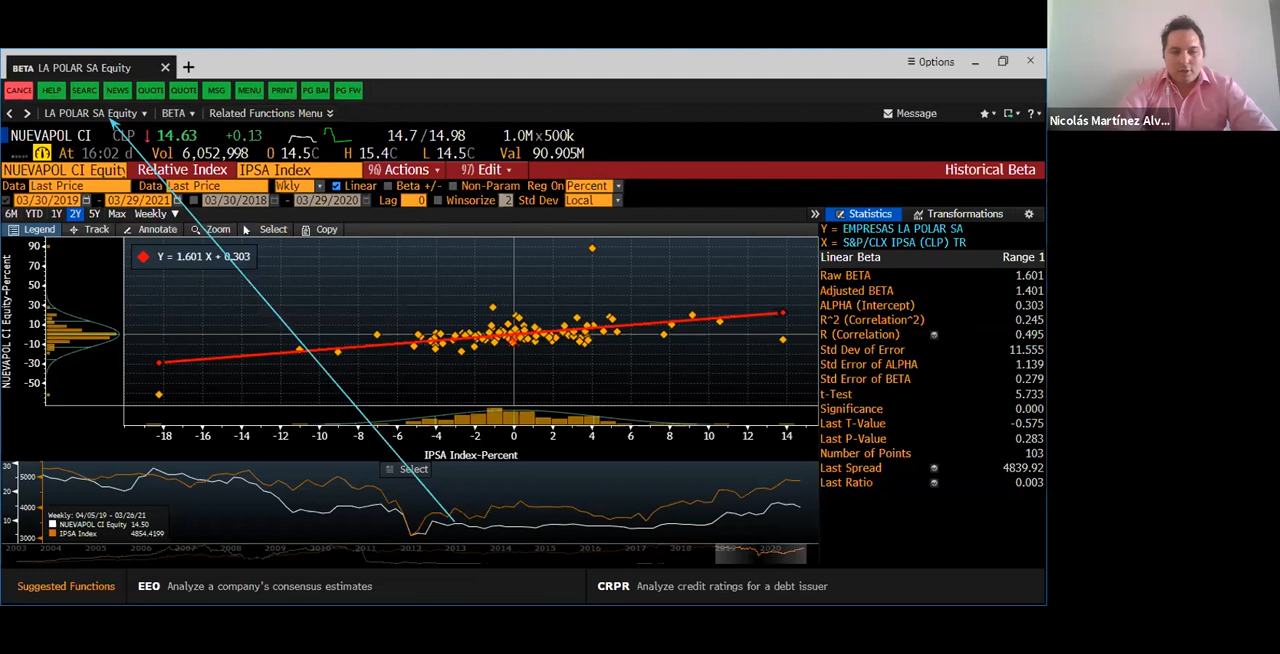 BETA LA POLAR SA Equity
Options
CANC HELP SEARC NEWS QUOTE QUOTE MSG MENU PRINT PG BAC PG FW
LA POLAR SA Equity BETA Related Functions Menu
Message
NUEVAPOL CI CLP 14.63 +0.13 14.7/14.98 1.0Mx500k
At 16:02 d Vol 6,052,998 O 14.5C H 15.4C L 14.5C Val 90.905M
NUEVAPOL CI Equity Relative Index IPSA Index 96) Actions 97) Edit Historical Beta
Data Last Price Data Last Price Wkly Linear Beta +/- Non-Param Reg On Percent
03/30/2019 - 03/29/2021 03/30/2018 - 03/29/2020 Lag 0 Winsorize 2 Std Dev Local
6M YTD 1Y 2Y 5Y Max Weekly
Statistics Transformations
Legend Track Annotate Zoom Select Copy
Y = EMPRESAS LA POLAR SA
X = S&P/CLX IPSA (CLP) TR
Linear Beta Range 1
Raw BETA 1.601
Adjusted BETA 1.401
ALPHA (Intercept) 0.303
R^2 (Correlation^2) 0.245
R (Correlation) 0.495
Std Dev of Error 11.555
Std Error of ALPHA 1.139
Std Error of BETA 0.279
t-Test 5.733
Significance 0.000
Last T-Value -0.575
Last P-Value 0.283
Number of Points 103
Last Spread 4839.92
Last Ratio 0.003
Y = 1.601 X + 0.303
NUEVAPOL CI Equity-Percent
90
70
50
30
10
-10
-30
-50
-18 -16 -14 -12 -10 -8 -6 -4 -2 0 2 4 6 8 10 12 14
IPSA Index-Percent
Select
30 5000
20
4000
10
3000
Weekly: 04/05/19 - 03/26/21
NUEVAPOL CI Equity 14.50
IPSA Index 4854.4199
2003 2004 2005 2006 2007 2008 2009 2010 2011 2012 2013 2014 2015 2016 2017 2018 2019 2020
Suggested Functions EEO Analyze a company's consensus estimates CRPR Analyze credit ratings for a debt issuer
Nicolás Martínez Alv...